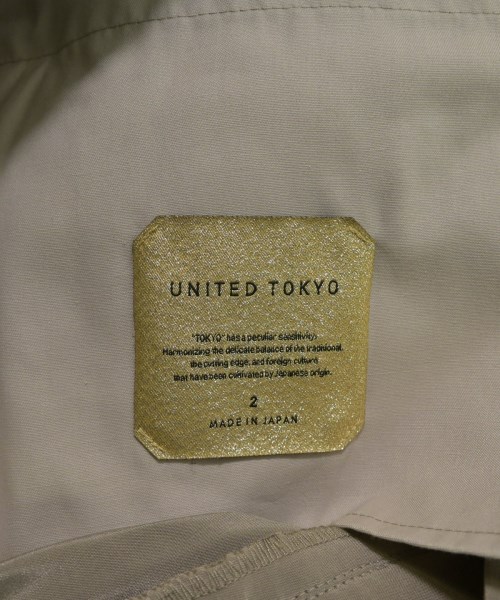 UNITED TOKYO
"TOKYO" has a peculiar sensitivity.
Harmonizing the delicate balance of the traditional,
the cutting edge, and foreign culture
that have been cultivated by Japanese origin.
2
MADE IN JAPAN